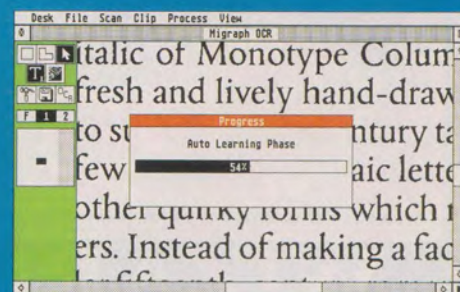 Desk File Scan Clip Process View
Migraph OCR
italic of Monotype Colum
fresh and lively hand-draw
T
OCR
F 1 2
to su
Progress
ntury ta
Auto Learning Phase
few
54%
aic lette
other quirky forms which
ers. Instead of making a fac